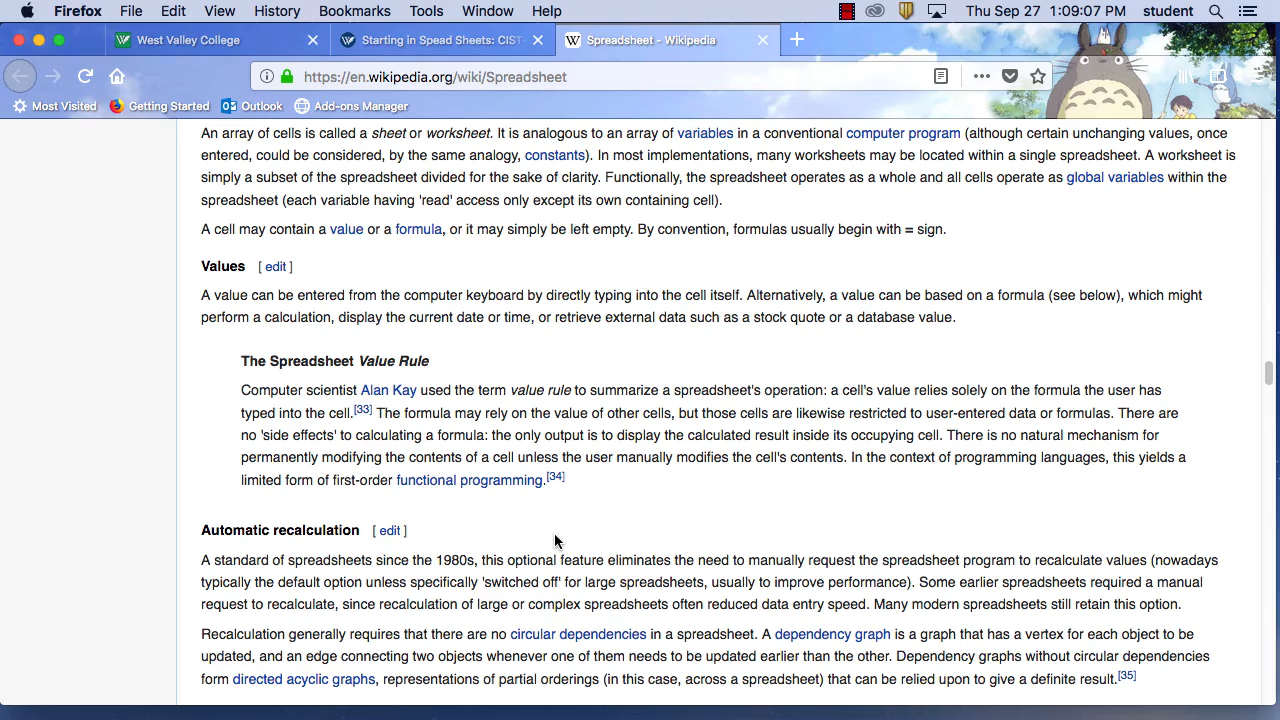 Firefox File Edit View History Bookmarks Tools Window Help Thu Sep 27 1:09:07 PM student
West Valley College Starting in Spead Sheets: CIST- Spreadsheet - Wikipedia
https://en.wikipedia.org/wiki/Spreadsheet
Most Visited Getting Started Outlook Add-ons Manager
An array of cells is called a sheet or worksheet. It is analogous to an array of variables in a conventional computer program (although certain unchanging values, once
entered, could be considered, by the same analogy, constants). In most implementations, many worksheets may be located within a single spreadsheet. A worksheet is
simply a subset of the spreadsheet divided for the sake of clarity. Functionally, the spreadsheet operates as a whole and all cells operate as global variables within the
spreadsheet (each variable having 'read' access only except its own containing cell).
A cell may contain a value or a formula, or it may simply be left empty. By convention, formulas usually begin with = sign.
Values [ edit ]
A value can be entered from the computer keyboard by directly typing into the cell itself. Alternatively, a value can be based on a formula (see below), which might
perform a calculation, display the current date or time, or retrieve external data such as a stock quote or a database value.
The Spreadsheet Value Rule
Computer scientist Alan Kay used the term value rule to summarize a spreadsheet's operation: a cell's value relies solely on the formula the user has
typed into the cell.[33] The formula may rely on the value of other cells, but those cells are likewise restricted to user-entered data or formulas. There are
no 'side effects' to calculating a formula: the only output is to display the calculated result inside its occupying cell. There is no natural mechanism for
permanently modifying the contents of a cell unless the user manually modifies the cell's contents. In the context of programming languages, this yields a
limited form of first-order functional programming.[34]
Automatic recalculation [ edit ]
A standard of spreadsheets since the 1980s, this optional feature eliminates the need to manually request the spreadsheet program to recalculate values (nowadays
typically the default option unless specifically 'switched off' for large spreadsheets, usually to improve performance). Some earlier spreadsheets required a manual
request to recalculate, since recalculation of large or complex spreadsheets often reduced data entry speed. Many modern spreadsheets still retain this option.
Recalculation generally requires that there are no circular dependencies in a spreadsheet. A dependency graph is a graph that has a vertex for each object to be
updated, and an edge connecting two objects whenever one of them needs to be updated earlier than the other. Dependency graphs without circular dependencies
form directed acyclic graphs, representations of partial orderings (in this case, across a spreadsheet) that can be relied upon to give a definite result.[35]